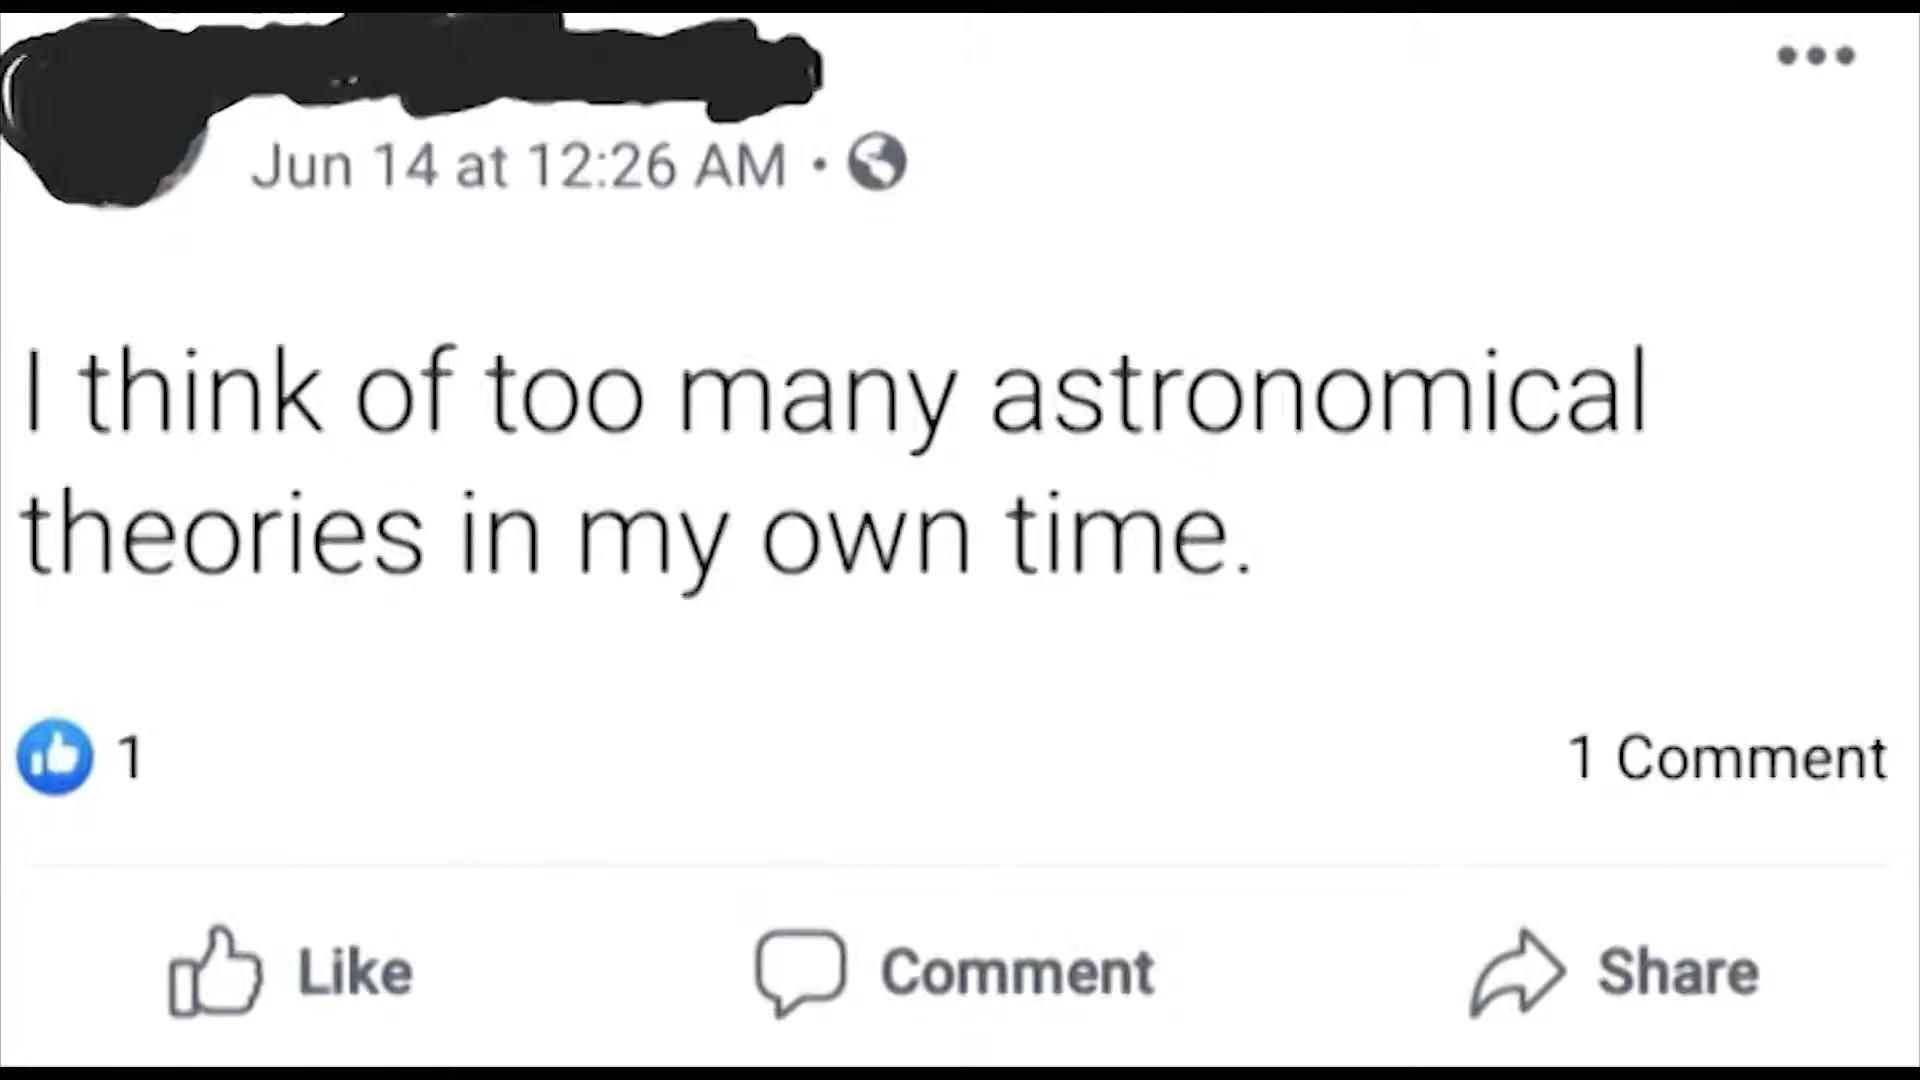 Jun 14 at 12:26 AM •
I think of too many astronomical
theories in my own time.
1 1 Comment
Like Comment Share